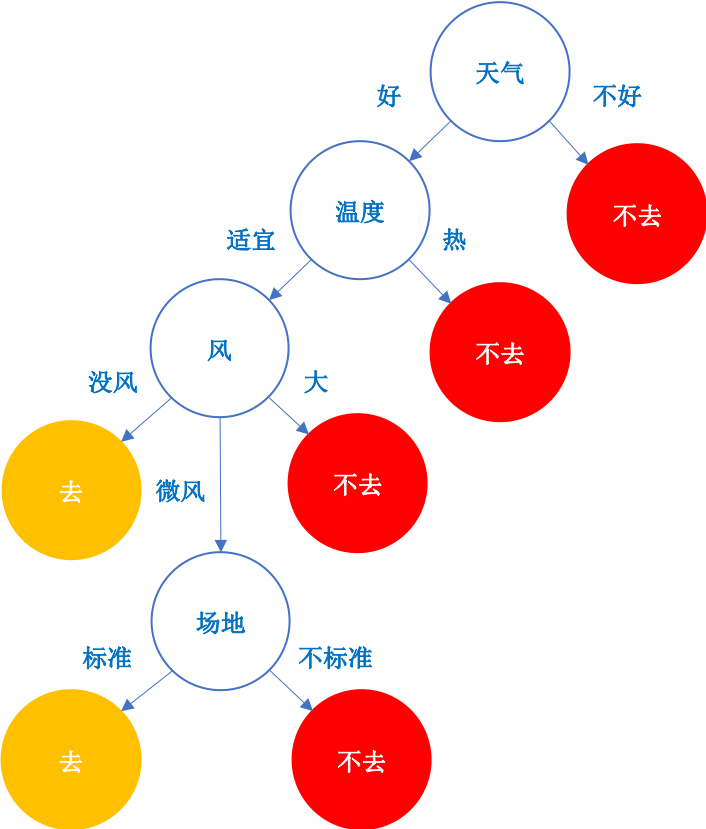 天气
好
不好
温度
不去
适宜
热
风
不去
没风
大
去
微风
不去
场地
标准
不标准
去
不去